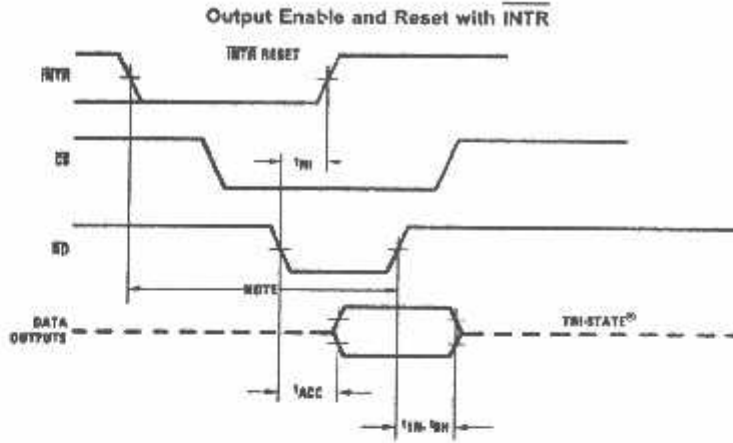 Output Enable and Reset with INTR
INTR RESET
INTR
CS
tRI
RD
NOTE
DATA
OUTPUTS
TRI-STATE®
tACC
t1H, t0H